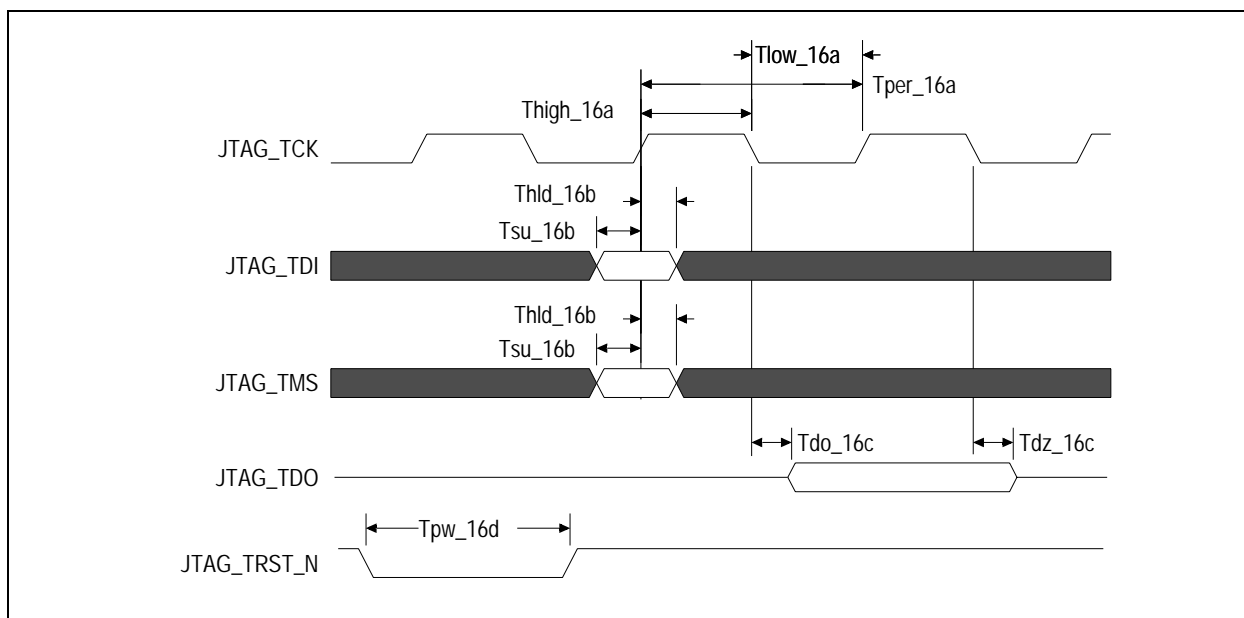 Tlow_16a
Tper_16a
Thigh_16a
JTAG_TCK
Thld_16b
Tsu_16b
JTAG_TDI
Thld_16b
Tsu_16b
JTAG_TMS
Tdo_16c
Tdz_16c
JTAG_TDO
Tpw_16d
JTAG_TRST_N